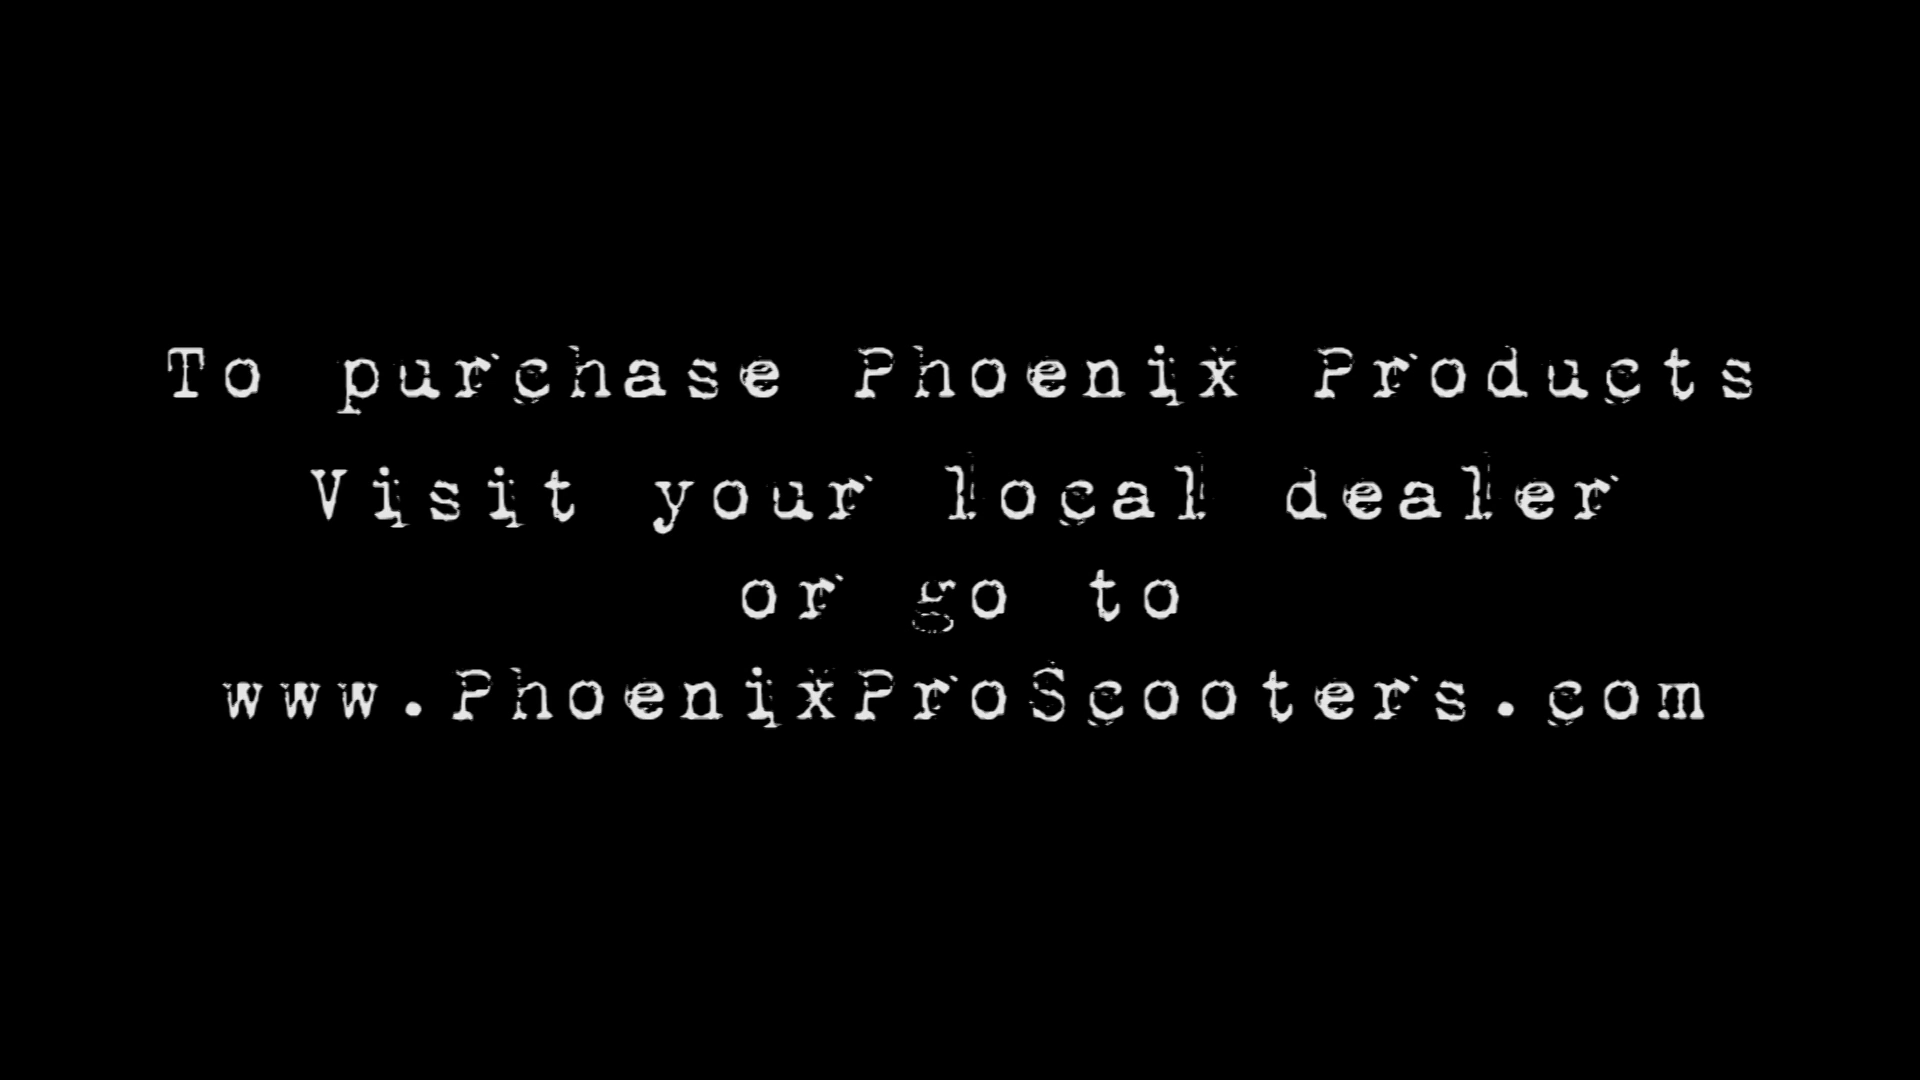 To purchase Phoenix Products
Visit your local dealer
or go to
www.PhoenixProScooters.com